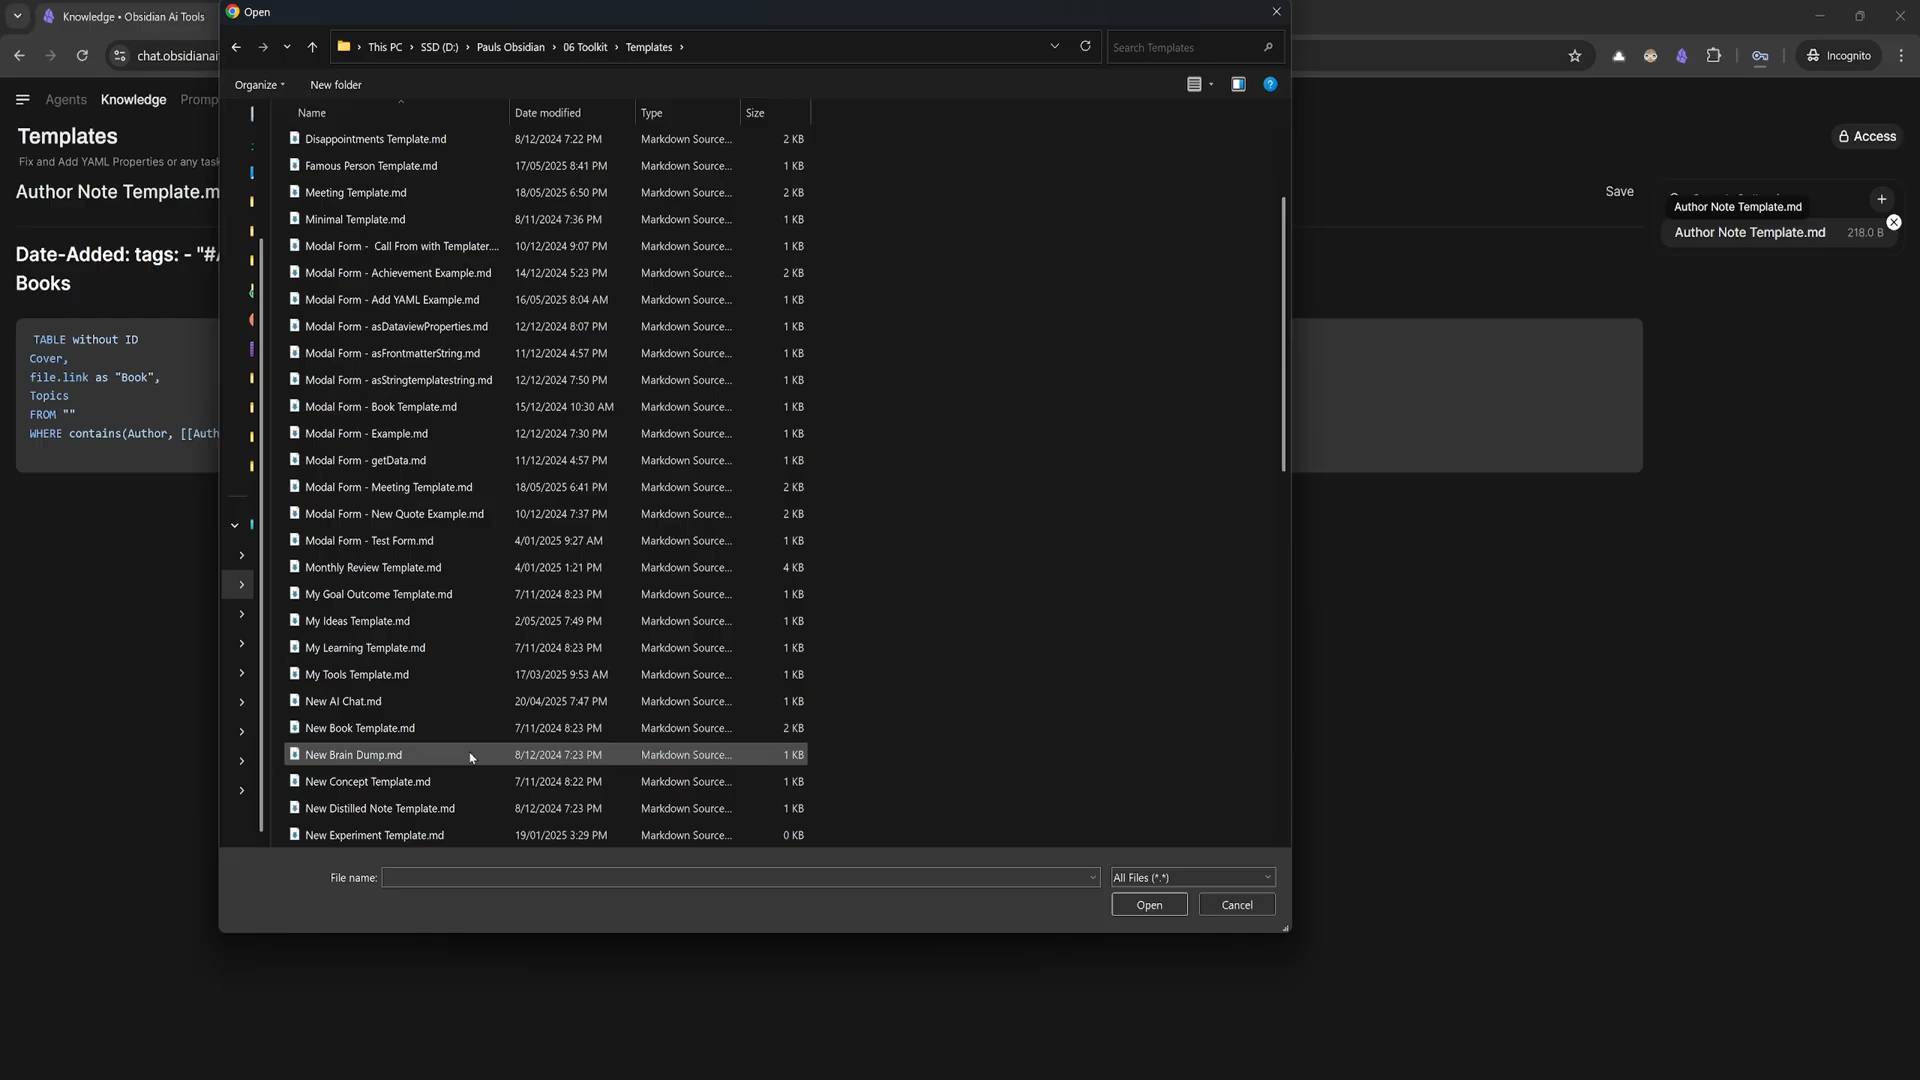 Knowledge • Obsidian Ai Tools
Open
chat.obsidianai
This PC › SSD (D:) › Pauls Obsidian › 06 Toolkit › Templates ›
Search Templates
Incognito
Organize
New folder
Agents Knowledge Promp
Templates
Fix and Add YAML Properties or any task
Access
Author Note Template.m
Save
Author Note Template.md
Author Note Template.md 218.0 B
Date-Added: tags: - "#A
Books
TABLE without ID
Cover,
file.link as "Book",
Topics
FROM ""
WHERE contains(Author, [[Auth
Name Date modified Type Size
Disappointments Template.md 8/12/2024 7:22 PM Markdown Source... 2 KB
Famous Person Template.md 17/05/2025 8:41 PM Markdown Source... 1 KB
Meeting Template.md 18/05/2025 6:50 PM Markdown Source... 2 KB
Minimal Template.md 8/11/2024 7:36 PM Markdown Source... 1 KB
Modal Form - Call From with Templater.... 10/12/2024 9:07 PM Markdown Source... 1 KB
Modal Form - Achievement Example.md 14/12/2024 5:23 PM Markdown Source... 2 KB
Modal Form - Add YAML Example.md 16/05/2025 8:04 AM Markdown Source... 1 KB
Modal Form - asDataviewProperties.md 12/12/2024 8:07 PM Markdown Source... 1 KB
Modal Form - asFrontmatterString.md 11/12/2024 4:57 PM Markdown Source... 1 KB
Modal Form - asStringtemplatestring.md 12/12/2024 7:50 PM Markdown Source... 1 KB
Modal Form - Book Template.md 15/12/2024 10:30 AM Markdown Source... 1 KB
Modal Form - Example.md 12/12/2024 7:30 PM Markdown Source... 1 KB
Modal Form - getData.md 11/12/2024 4:57 PM Markdown Source... 1 KB
Modal Form - Meeting Template.md 18/05/2025 6:41 PM Markdown Source... 2 KB
Modal Form - New Quote Example.md 10/12/2024 7:37 PM Markdown Source... 2 KB
Modal Form - Test Form.md 4/01/2025 9:27 AM Markdown Source... 1 KB
Monthly Review Template.md 4/01/2025 1:21 PM Markdown Source... 4 KB
My Goal Outcome Template.md 7/11/2024 8:23 PM Markdown Source... 1 KB
My Ideas Template.md 2/05/2025 7:49 PM Markdown Source... 1 KB
My Learning Template.md 7/11/2024 8:23 PM Markdown Source... 1 KB
My Tools Template.md 17/03/2025 9:53 AM Markdown Source... 1 KB
New AI Chat.md 20/04/2025 7:47 PM Markdown Source... 1 KB
New Book Template.md 7/11/2024 8:23 PM Markdown Source... 2 KB
New Brain Dump.md 8/12/2024 7:23 PM Markdown Source... 1 KB
New Concept Template.md 7/11/2024 8:22 PM Markdown Source... 1 KB
New Distilled Note Template.md 8/12/2024 7:23 PM Markdown Source... 1 KB
New Experiment Template.md 19/01/2025 3:29 PM Markdown Source... 0 KB
File name:
All Files (*.*)
Open
Cancel